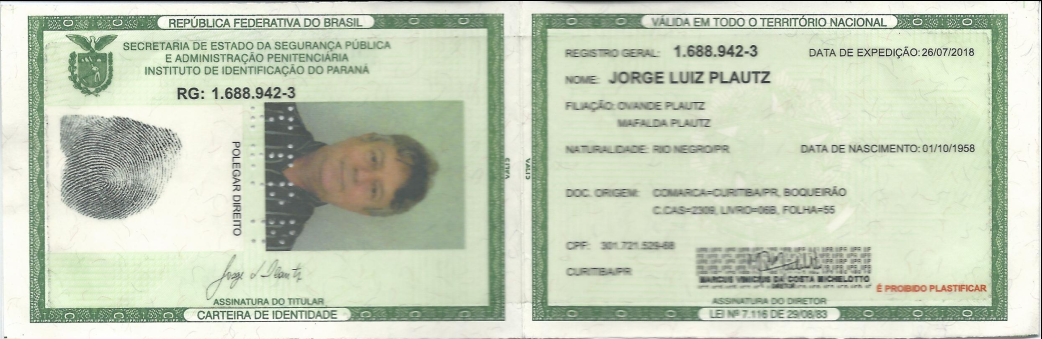 REPÚBLICA FEDERATIVA DO BRASIL
SECRETARIA DE ESTADO DA SEGURANÇA PÚBLICA
E ADMINISTRAÇÃO PENITENCIÁRIA
INSTITUTO DE IDENTIFICAÇÃO DO PARANÁ
RG: 1.688.942-3
POLEGAR DIREITO
ASSINATURA DO TITULAR
CARTEIRA DE IDENTIDADE
VÁLIDA EM TODO O TERRITÓRIO NACIONAL
REGISTRO GERAL: 1.688.942-3 DATA DE EXPEDIÇÃO: 26/07/2018
NOME: JORGE LUIZ PLAUTZ
FILIAÇÃO: OVANDE PLAUTZ
MAFALDA PLAUTZ
NATURALIDADE: RIO NEGRO/PR DATA DE NASCIMENTO: 01/10/1958
DOC. ORIGEM: COMARCA=CURITIBA/PR, BOQUEIRÃO
C.CAS=2309, LIVRO=06B, FOLHA=55
CPF: 301.721.529-68
CURITIBA/PR
MARCUS VINICIUS DA COSTA MICHELOTTO
DIRETOR
É PROIBIDO PLASTIFICAR
ASSINATURA DO DIRETOR
LEI Nº 7.116 DE 29/08/83